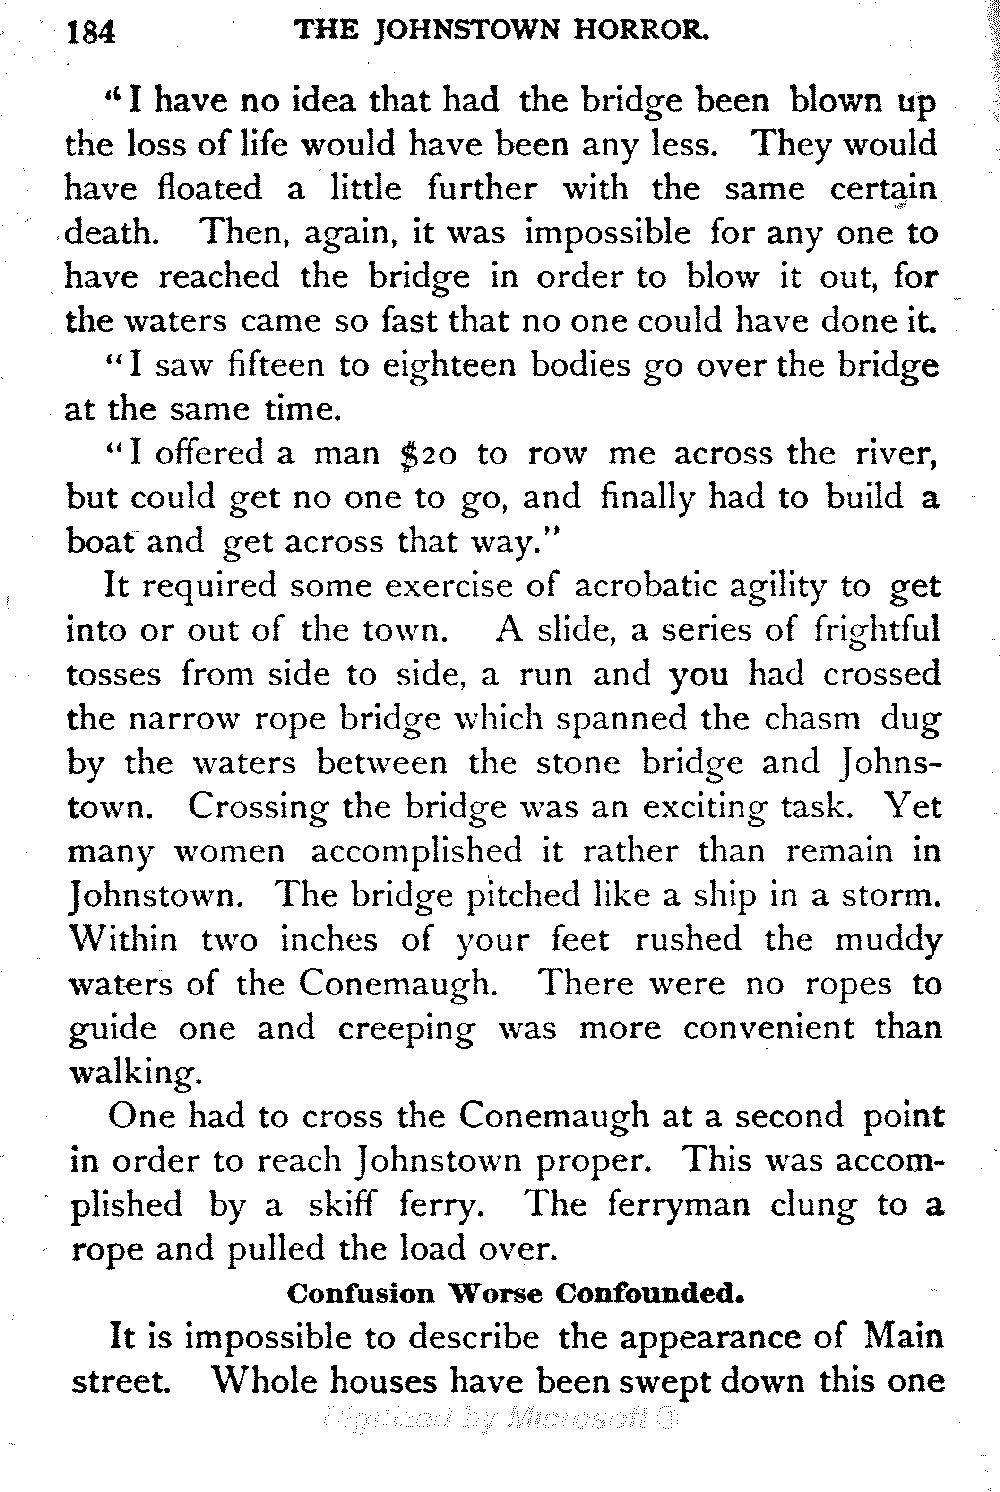 184 THE JOHNSTOWN HORROR.
"I have no idea that had the bridge been blown up
the loss of life would have been any less. They would
have floated a little further with the same certain
death. Then, again, it was impossible for any one to
have reached the bridge in order to blow it out, for
the waters came so fast that no one could have done it.
"I saw fifteen to eighteen bodies go over the bridge
at the same time.
"I offered a man $20 to row me across the river,
but could get no one to go, and finally had to build a
boat and get across that way."
It required some exercise of acrobatic agility to get
into or out of the town. A slide, a series of frightful
tosses from side to side, a run and you had crossed
the narrow rope bridge which spanned the chasm dug
by the waters between the stone bridge and Johns-
town. Crossing the bridge was an exciting task. Yet
many women accomplished it rather than remain in
Johnstown. The bridge pitched like a ship in a storm.
Within two inches of your feet rushed the muddy
waters of the Conemaugh. There were no ropes to
guide one and creeping was more convenient than
walking.
One had to cross the Conemaugh at a second point
in order to reach Johnstown proper. This was accom-
plished by a skiff ferry. The ferryman clung to a
rope and pulled the load over.
Confusion Worse Confounded.
It is impossible to describe the appearance of Main
street. Whole houses have been swept down this one
Digitized by Microsoft ®